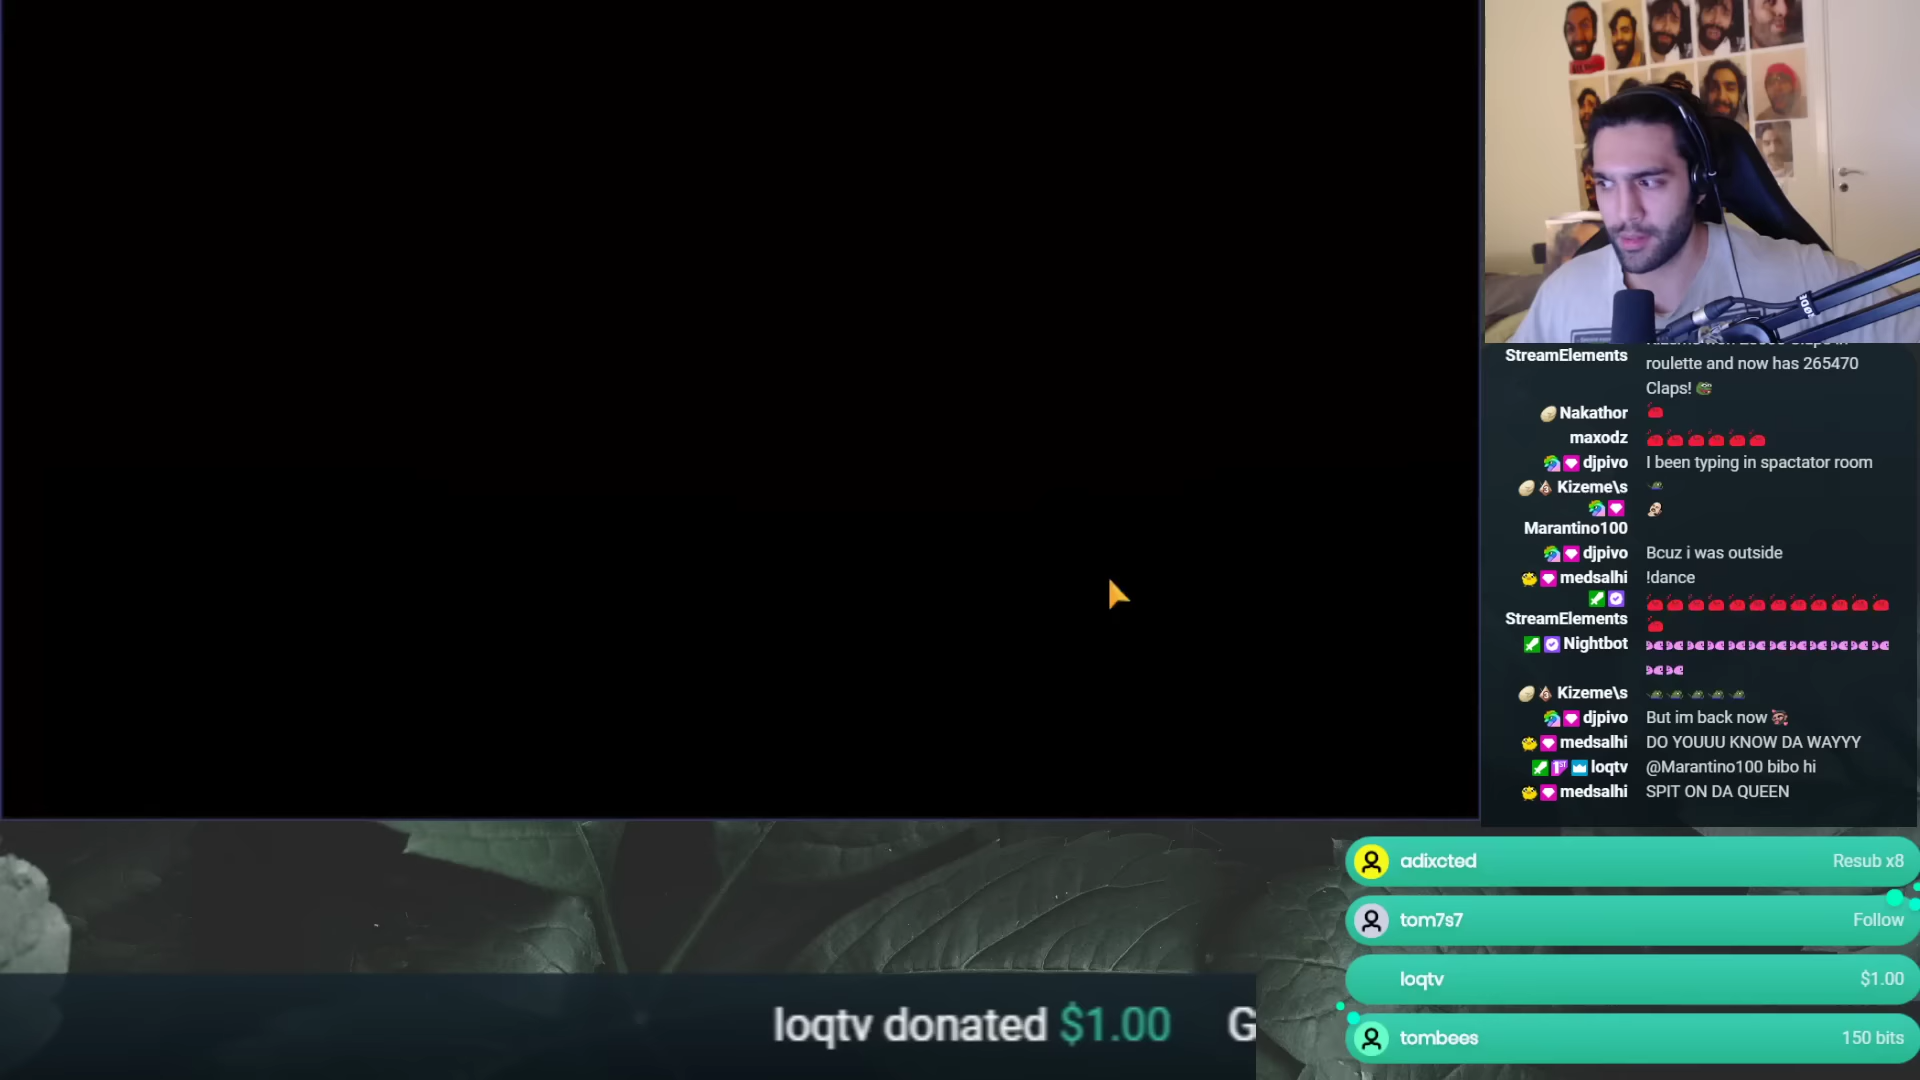 StreamElements
roulette and now has 265470
Claps!
Nakathor
maxodz
djpivo I been typing in spactator room
Kizeme\s
Marantino100
djpivo Bcuz i was outside
medsalhi !dance
StreamElements
Nightbot
Kizeme\s
djpivo But im back now
medsalhi DO YOUUU KNOW DA WAYYY
loqtv @Marantino100 bibo hi
medsalhi SPIT ON DA QUEEN
adixcted Resub x8
tom7s7 Follow
loqtv $1.00
tombees 150 bits
loqtv donated $1.00 G